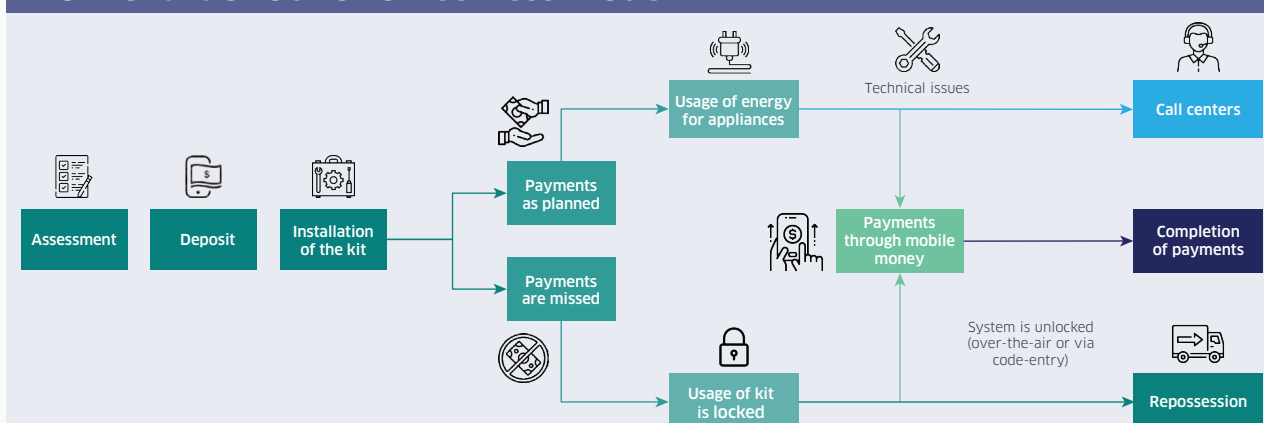 Usage of energy
for appliances
Technical issues
Call centers
Payments
as planned
Assessment
Deposit
Installation
of the kit
Payments
through mobile
money
Completion
of payments
Payments
are missed
System is unlocked
(over-the-air or via
code-entry)
Usage of kit
is locked
Repossession